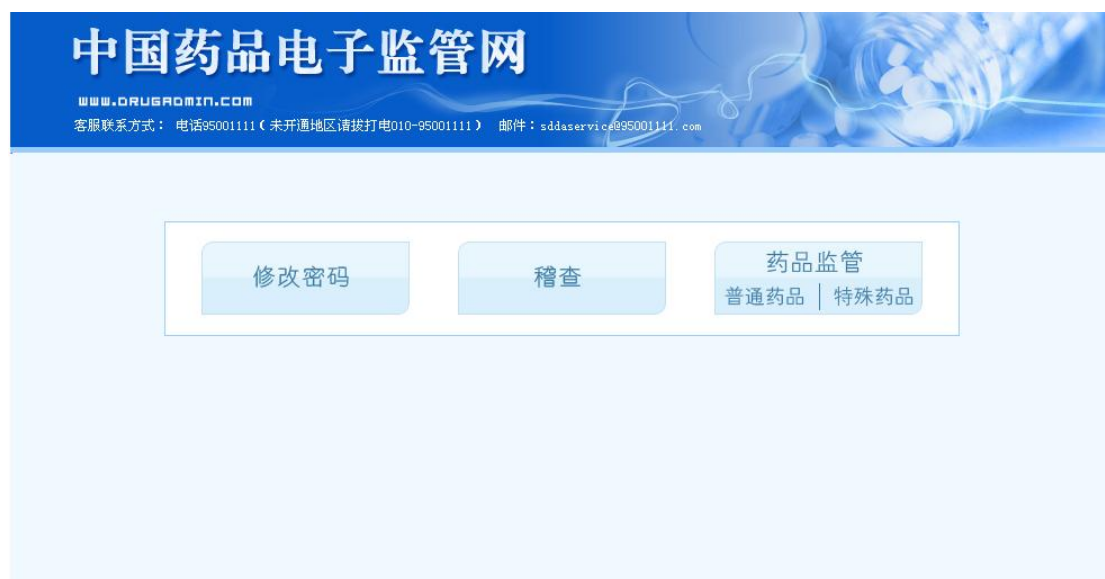 中国药品电子监管网
WWW.DRUGADMIN.COM
客服联系方式： 电话95001111（未开通地区请拨打电010-95001111） 邮件：sddaservice@95001111.com
修改密码
稽查
药品监管
普通药品 | 特殊药品